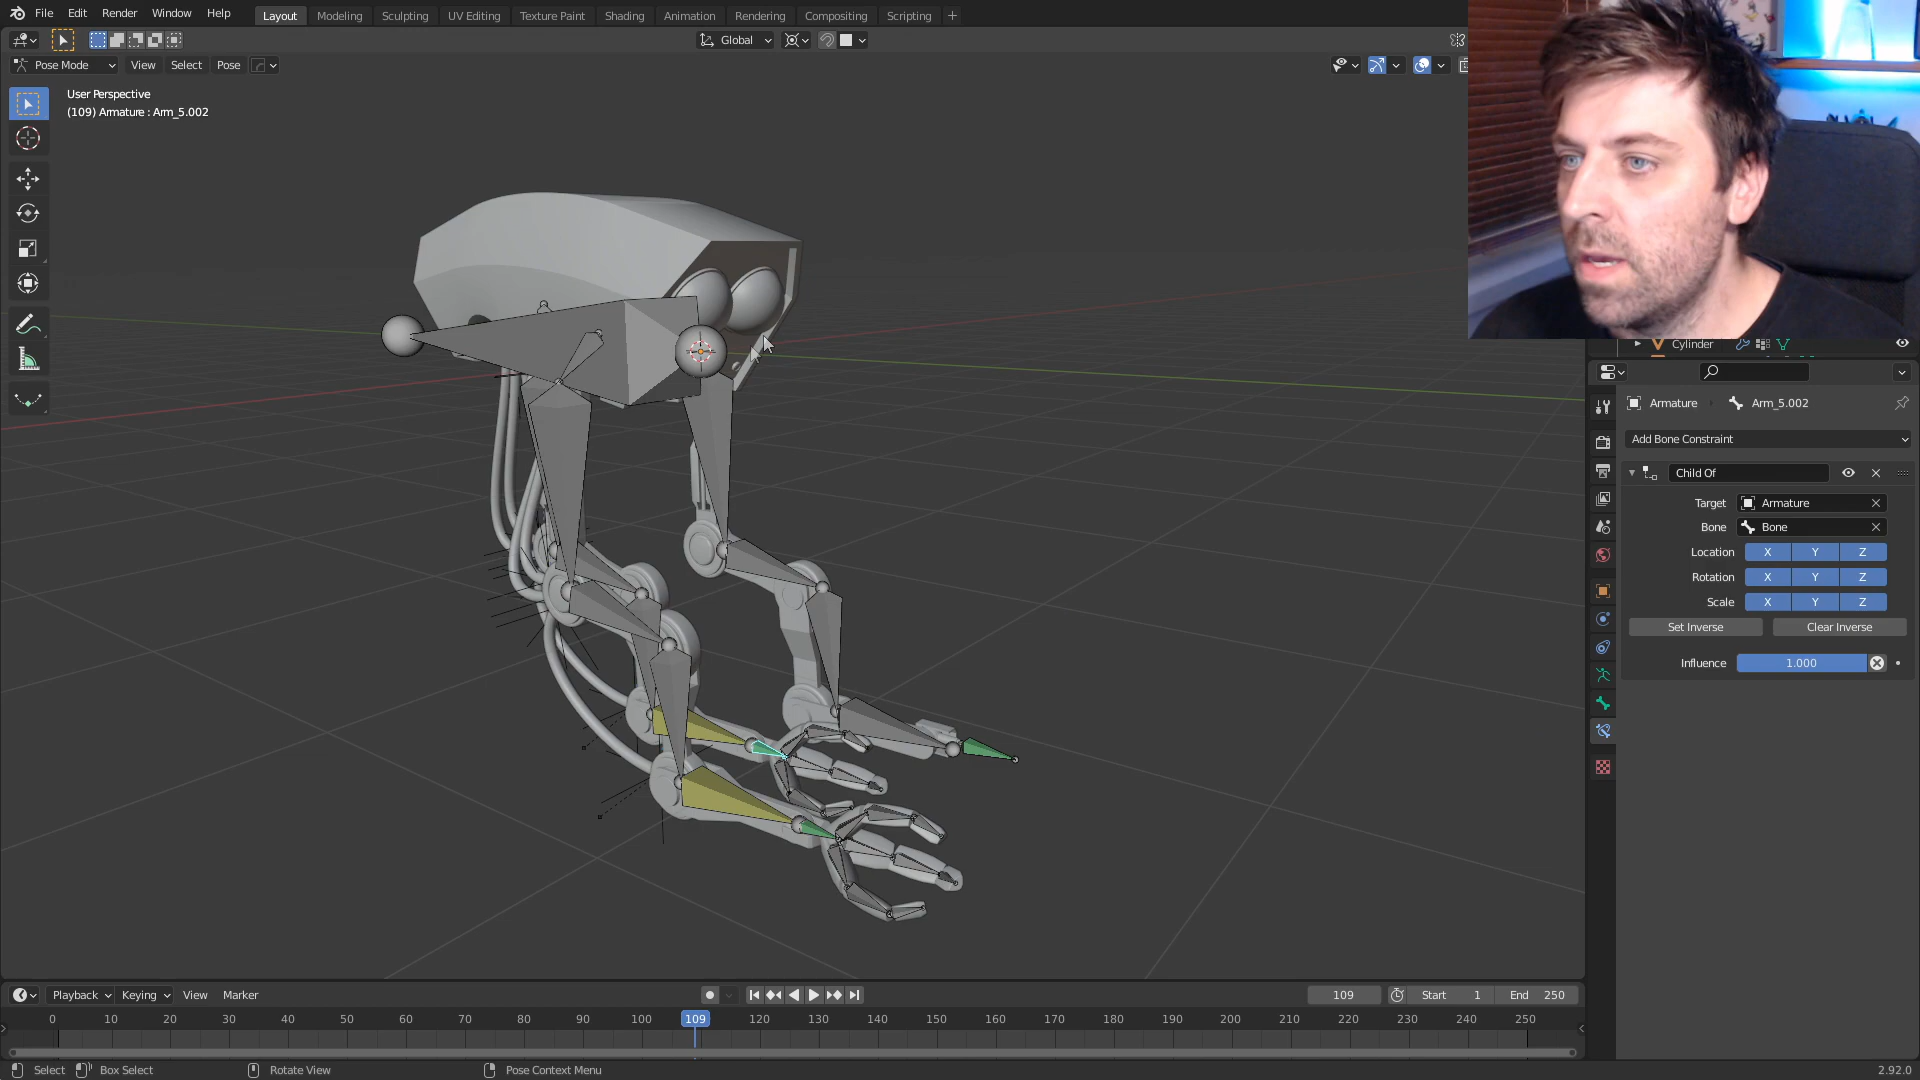 File Edit Render Window Help Layout Modeling Sculpting UV Editing Texture Paint Shading Animation Rendering Compositing Scripting +
Global
Pose Mode View Select Pose
User Perspective
(109) Armature : Arm_5.002
Cylinder
Armature Arm_5.002
Add Bone Constraint
Child Of
Target Armature
Bone Bone
Location X Y Z
Rotation X Y Z
Scale X Y Z
Set Inverse Clear Inverse
Influence 1.000
Playback Keying View Marker 109 Start 1 End 250
0 10 20 30 40 50 60 70 80 90 100 109 120 130 140 150 160 170 180 190 200 210 220 230 240 250
Select Box Select Rotate View Pose Context Menu 2.92.0